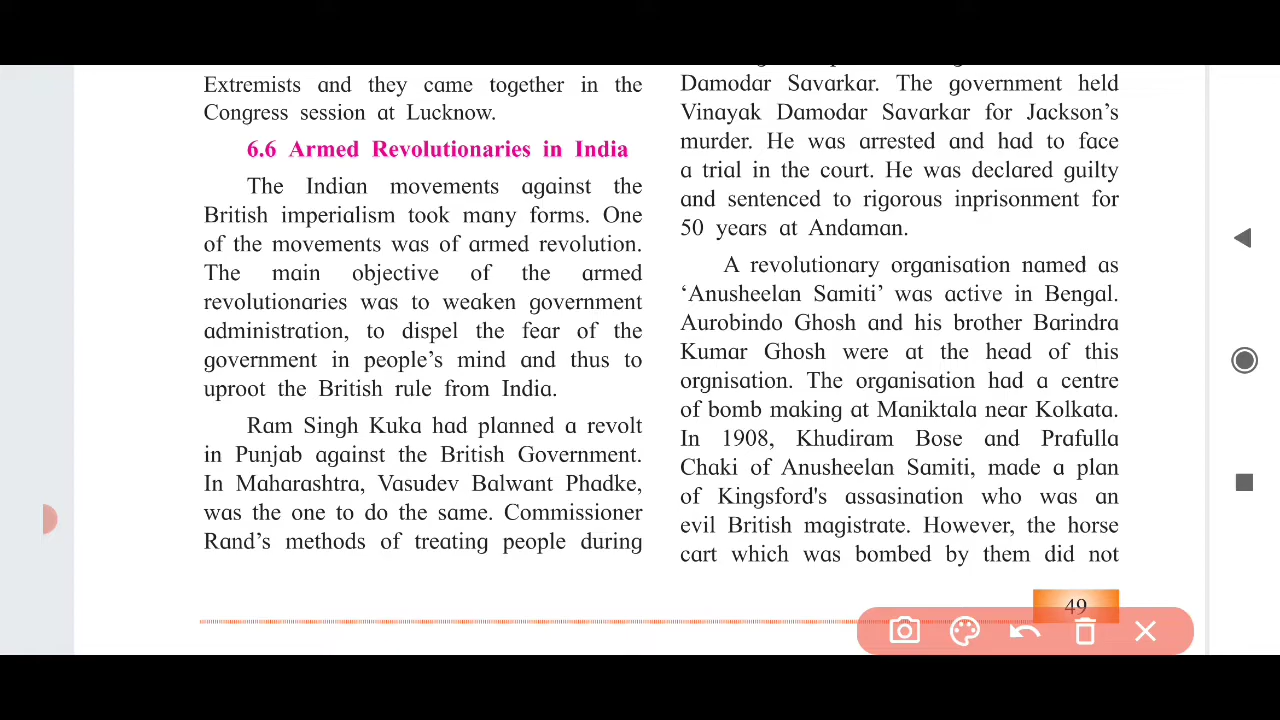 Extremists and they came together in the
Congress session at Lucknow.
6.6 Armed Revolutionaries in India
The Indian movements against the
British imperialism took many forms. One
of the movements was of armed revolution.
The main objective of the armed
revolutionaries was to weaken government
administration, to dispel the fear of the
government in people's mind and thus to
uproot the British rule from India.
Ram Singh Kuka had planned a revolt
in Punjab against the British Government.
In Maharashtra, Vasudev Balwant Phadke,
was the one to do the same. Commissioner
Rand's methods of treating people during
Damodar Savarkar. The government held
Vinayak Damodar Savarkar for Jackson's
murder. He was arrested and had to face
a trial in the court. He was declared guilty
and sentenced to rigorous inprisonment for
50 years at Andaman.
A revolutionary organisation named as
‘Anusheelan Samiti’ was active in Bengal.
Aurobindo Ghosh and his brother Barindra
Kumar Ghosh were at the head of this
orgnisation. The organisation had a centre
of bomb making at Maniktala near Kolkata.
In 1908, Khudiram Bose and Prafulla
Chaki of Anusheelan Samiti, made a plan
of Kingsford's assasination who was an
evil British magistrate. However, the horse
cart which was bombed by them did not
49